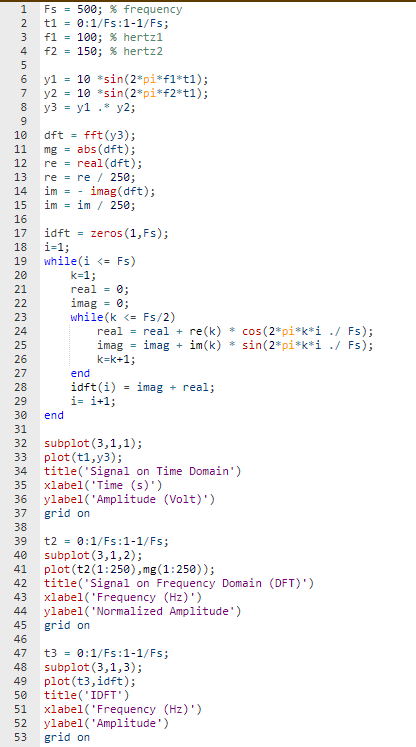 1 Fs = 500; % frequency
2 t1 = 0:1/Fs:1-1/Fs;
3 f1 = 100; % hertz1
4 f2 = 150; % hertz2
5
6 y1 = 10 *sin(2*pi*f1*t1);
7 y2 = 10 *sin(2*pi*f2*t1);
8 y3 = y1 .* y2;
9
10 dft = fft(y3);
11 mg = abs(dft);
12 re = real(dft);
13 re = re / 250;
14 im = - imag(dft);
15 im = im / 250;
16
17 idft = zeros(1,Fs);
18 i=1;
19 while(i <= Fs)
20 k=1;
21 real = 0;
22 imag = 0;
23 while(k <= Fs/2)
24 real = real + re(k) * cos(2*pi*k*i ./ Fs);
25 imag = imag + im(k) * sin(2*pi*k*i ./ Fs);
26 k=k+1;
27 end
28 idft(i) = imag + real;
29 i= i+1;
30 end
31
32 subplot(3,1,1);
33 plot(t1,y3);
34 title('Signal on Time Domain')
35 xlabel('Time (s)')
36 ylabel('Amplitude (Volt)')
37 grid on
38
39 t2 = 0:1/Fs:1-1/Fs;
40 subplot(3,1,2);
41 plot(t2(1:250),mg(1:250));
42 title('Signal on Frequency Domain (DFT)')
43 xlabel('Frequency (Hz)')
44 ylabel('Normalized Amplitude')
45 grid on
46
47 t3 = 0:1/Fs:1-1/Fs;
48 subplot(3,1,3);
49 plot(t3,idft);
50 title('IDFT')
51 xlabel('Frequency (Hz)')
52 ylabel('Amplitude')
53 grid on